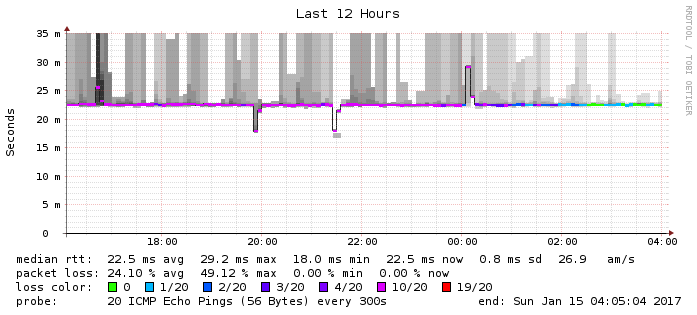 Last 12 Hours
RRDTOOL / TOBI OETIKER
Seconds
35 m
30 m
25 m
20 m
15 m
10 m
5 m
0
18:00 20:00 22:00 00:00 02:00 04:00
median rtt: 22.5 ms avg 29.2 ms max 18.0 ms min 22.5 ms now 0.8 ms sd 26.9 am/s
packet loss: 24.10 % avg 49.12 % max 0.00 % min 0.00 % now
loss color: 0 1/20 2/20 3/20 4/20 10/20 19/20
probe: 20 ICMP Echo Pings (56 Bytes) every 300s end: Sun Jan 15 04:05:04 2017